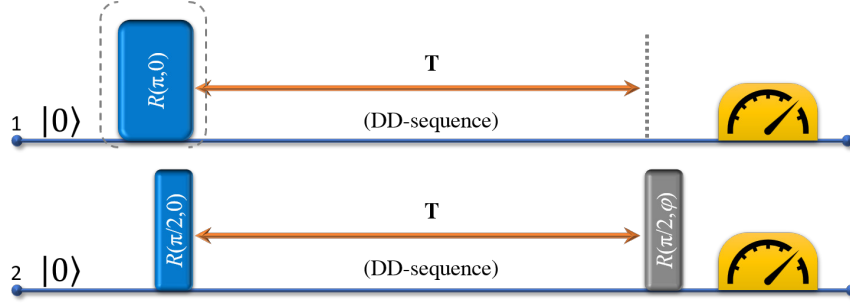 R(π,0)
T
(DD-sequence)
1 |0⟩
R(π/2,0)
T
R(π/2,φ)
(DD-sequence)
2 |0⟩